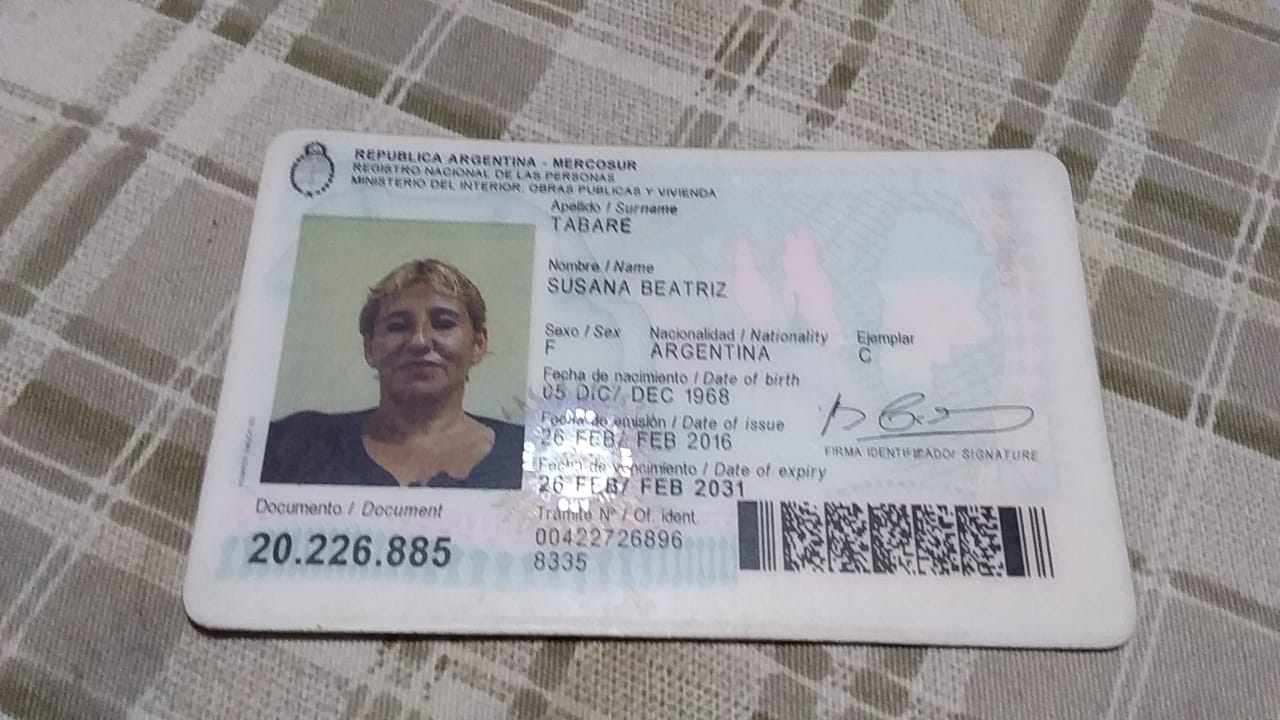 REPUBLICA ARGENTINA - MERCOSUR
REGISTRO NACIONAL DE LAS PERSONAS
MINISTERIO DEL INTERIOR, OBRAS PUBLICAS Y VIVIENDA
Apellido / Surname
TABARE
Nombre / Name
SUSANA BEATRIZ
Sexo / Sex Nacionalidad / Nationality Ejemplar
F ARGENTINA C
Fecha de nacimiento / Date of birth
05 DIC/ DEC 1968
Fecha de emisión / Date of issue
26 FEB/ FEB 2016
FIRMA IDENTIFICADO/ SIGNATURE
Fecha de vencimiento / Date of expiry
26 FEB/ FEB 2031
Documento / Document
20.226.885
Trámite Nº / Of. ident.
00422726896
8335